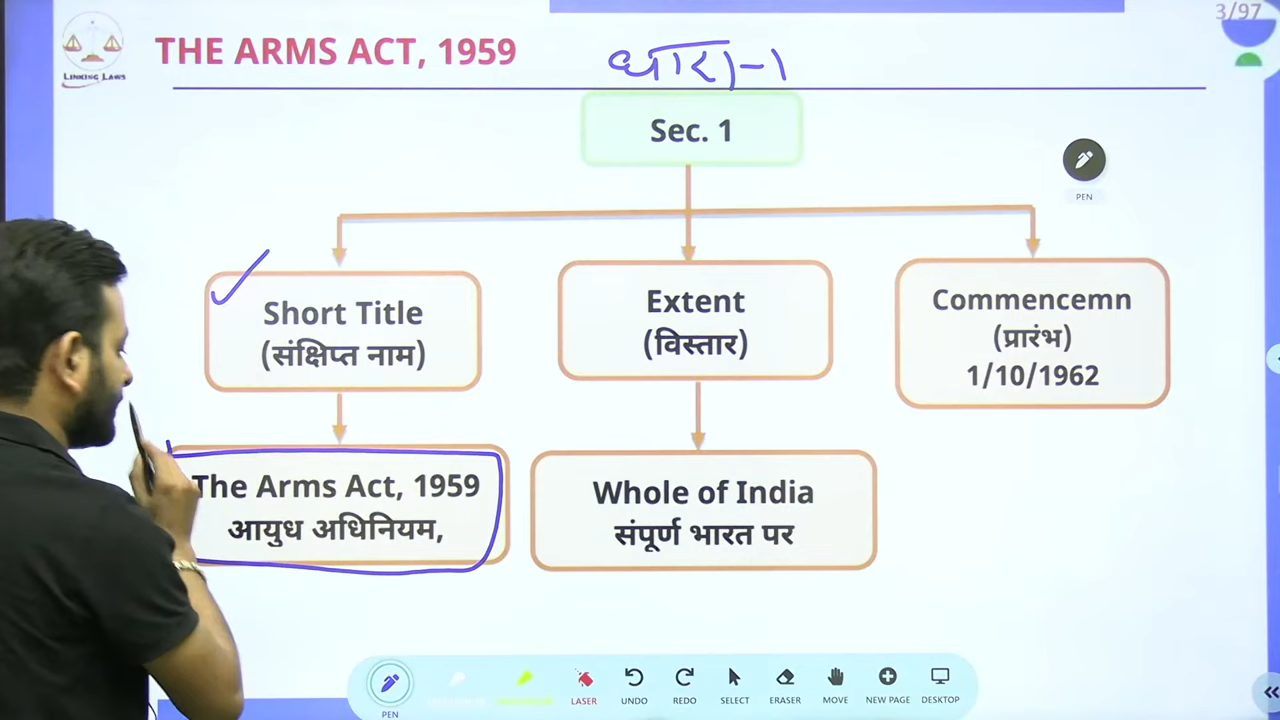 3/97
LINKING LAWS
THE ARMS ACT, 1959
धारा-1
Sec. 1
PEN
Short Title
(संक्षिप्त नाम)
Extent
(विस्तार)
Commencemn
(प्रारंभ)
1/10/1962
The Arms Act, 1959
आयुध अधिनियम,
Whole of India
संपूर्ण भारत पर
PEN
LASER
UNDO
REDO
SELECT
ERASER
MOVE
NEW PAGE
DESKTOP